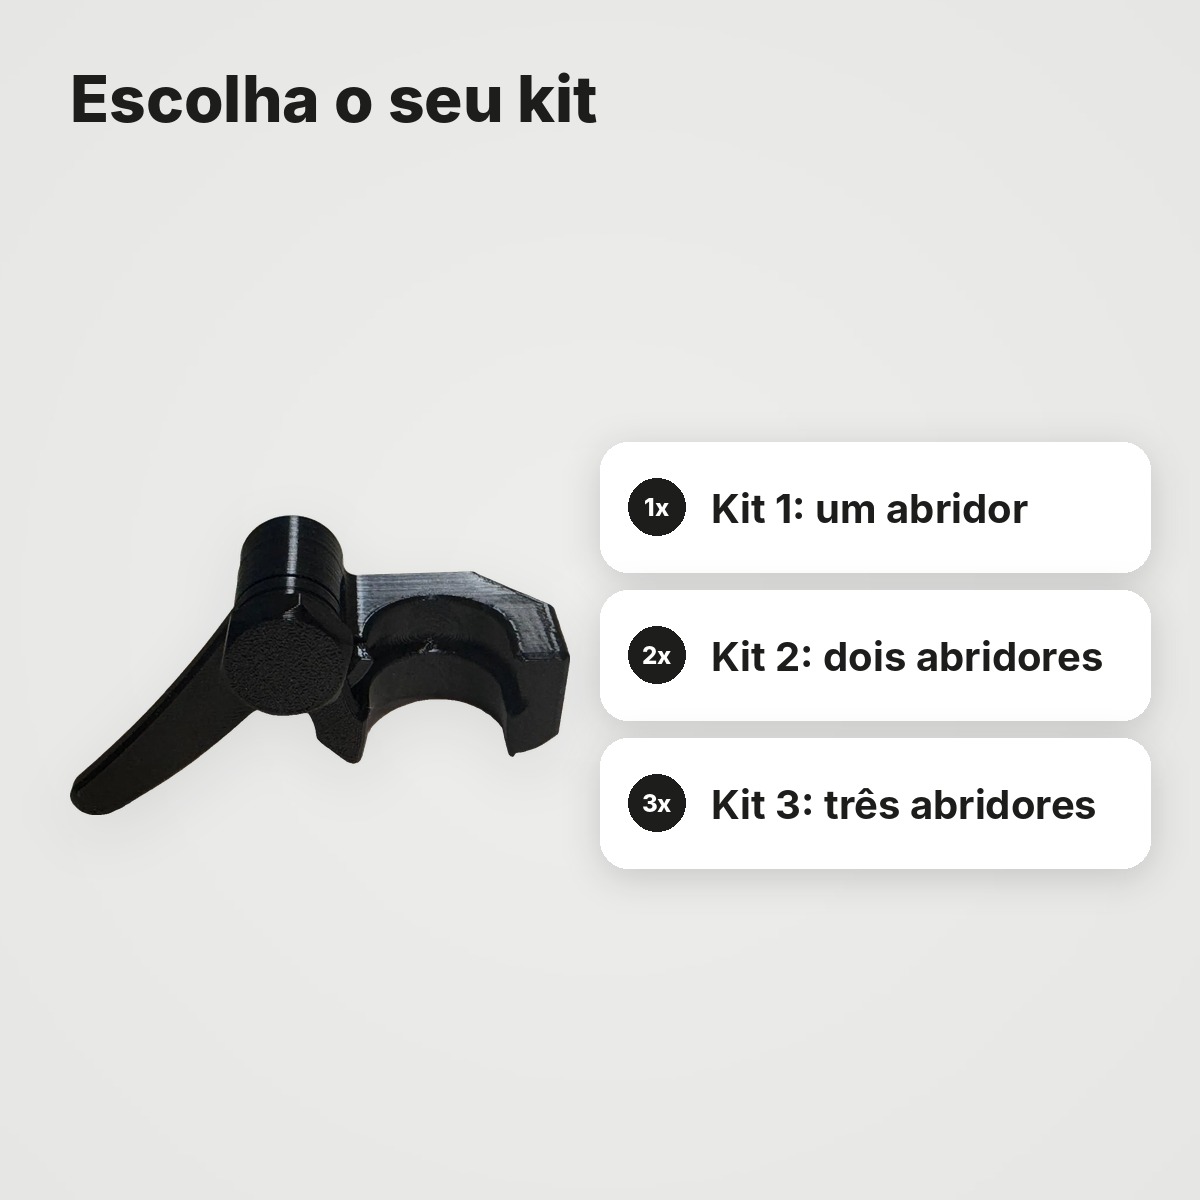 Escolha o seu kit
1x Kit 1: um abridor
2x Kit 2: dois abridores
3x Kit 3: três abridores